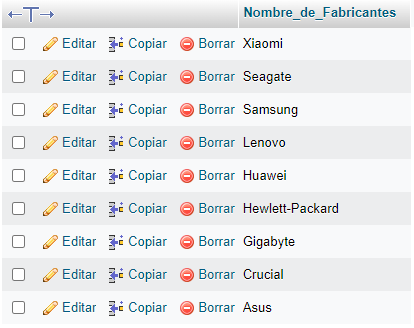 Nombre_de_Fabricantes
Editar Copiar Borrar Xiaomi
Editar Copiar Borrar Seagate
Editar Copiar Borrar Samsung
Editar Copiar Borrar Lenovo
Editar Copiar Borrar Huawei
Editar Copiar Borrar Hewlett-Packard
Editar Copiar Borrar Gigabyte
Editar Copiar Borrar Crucial
Editar Copiar Borrar Asus